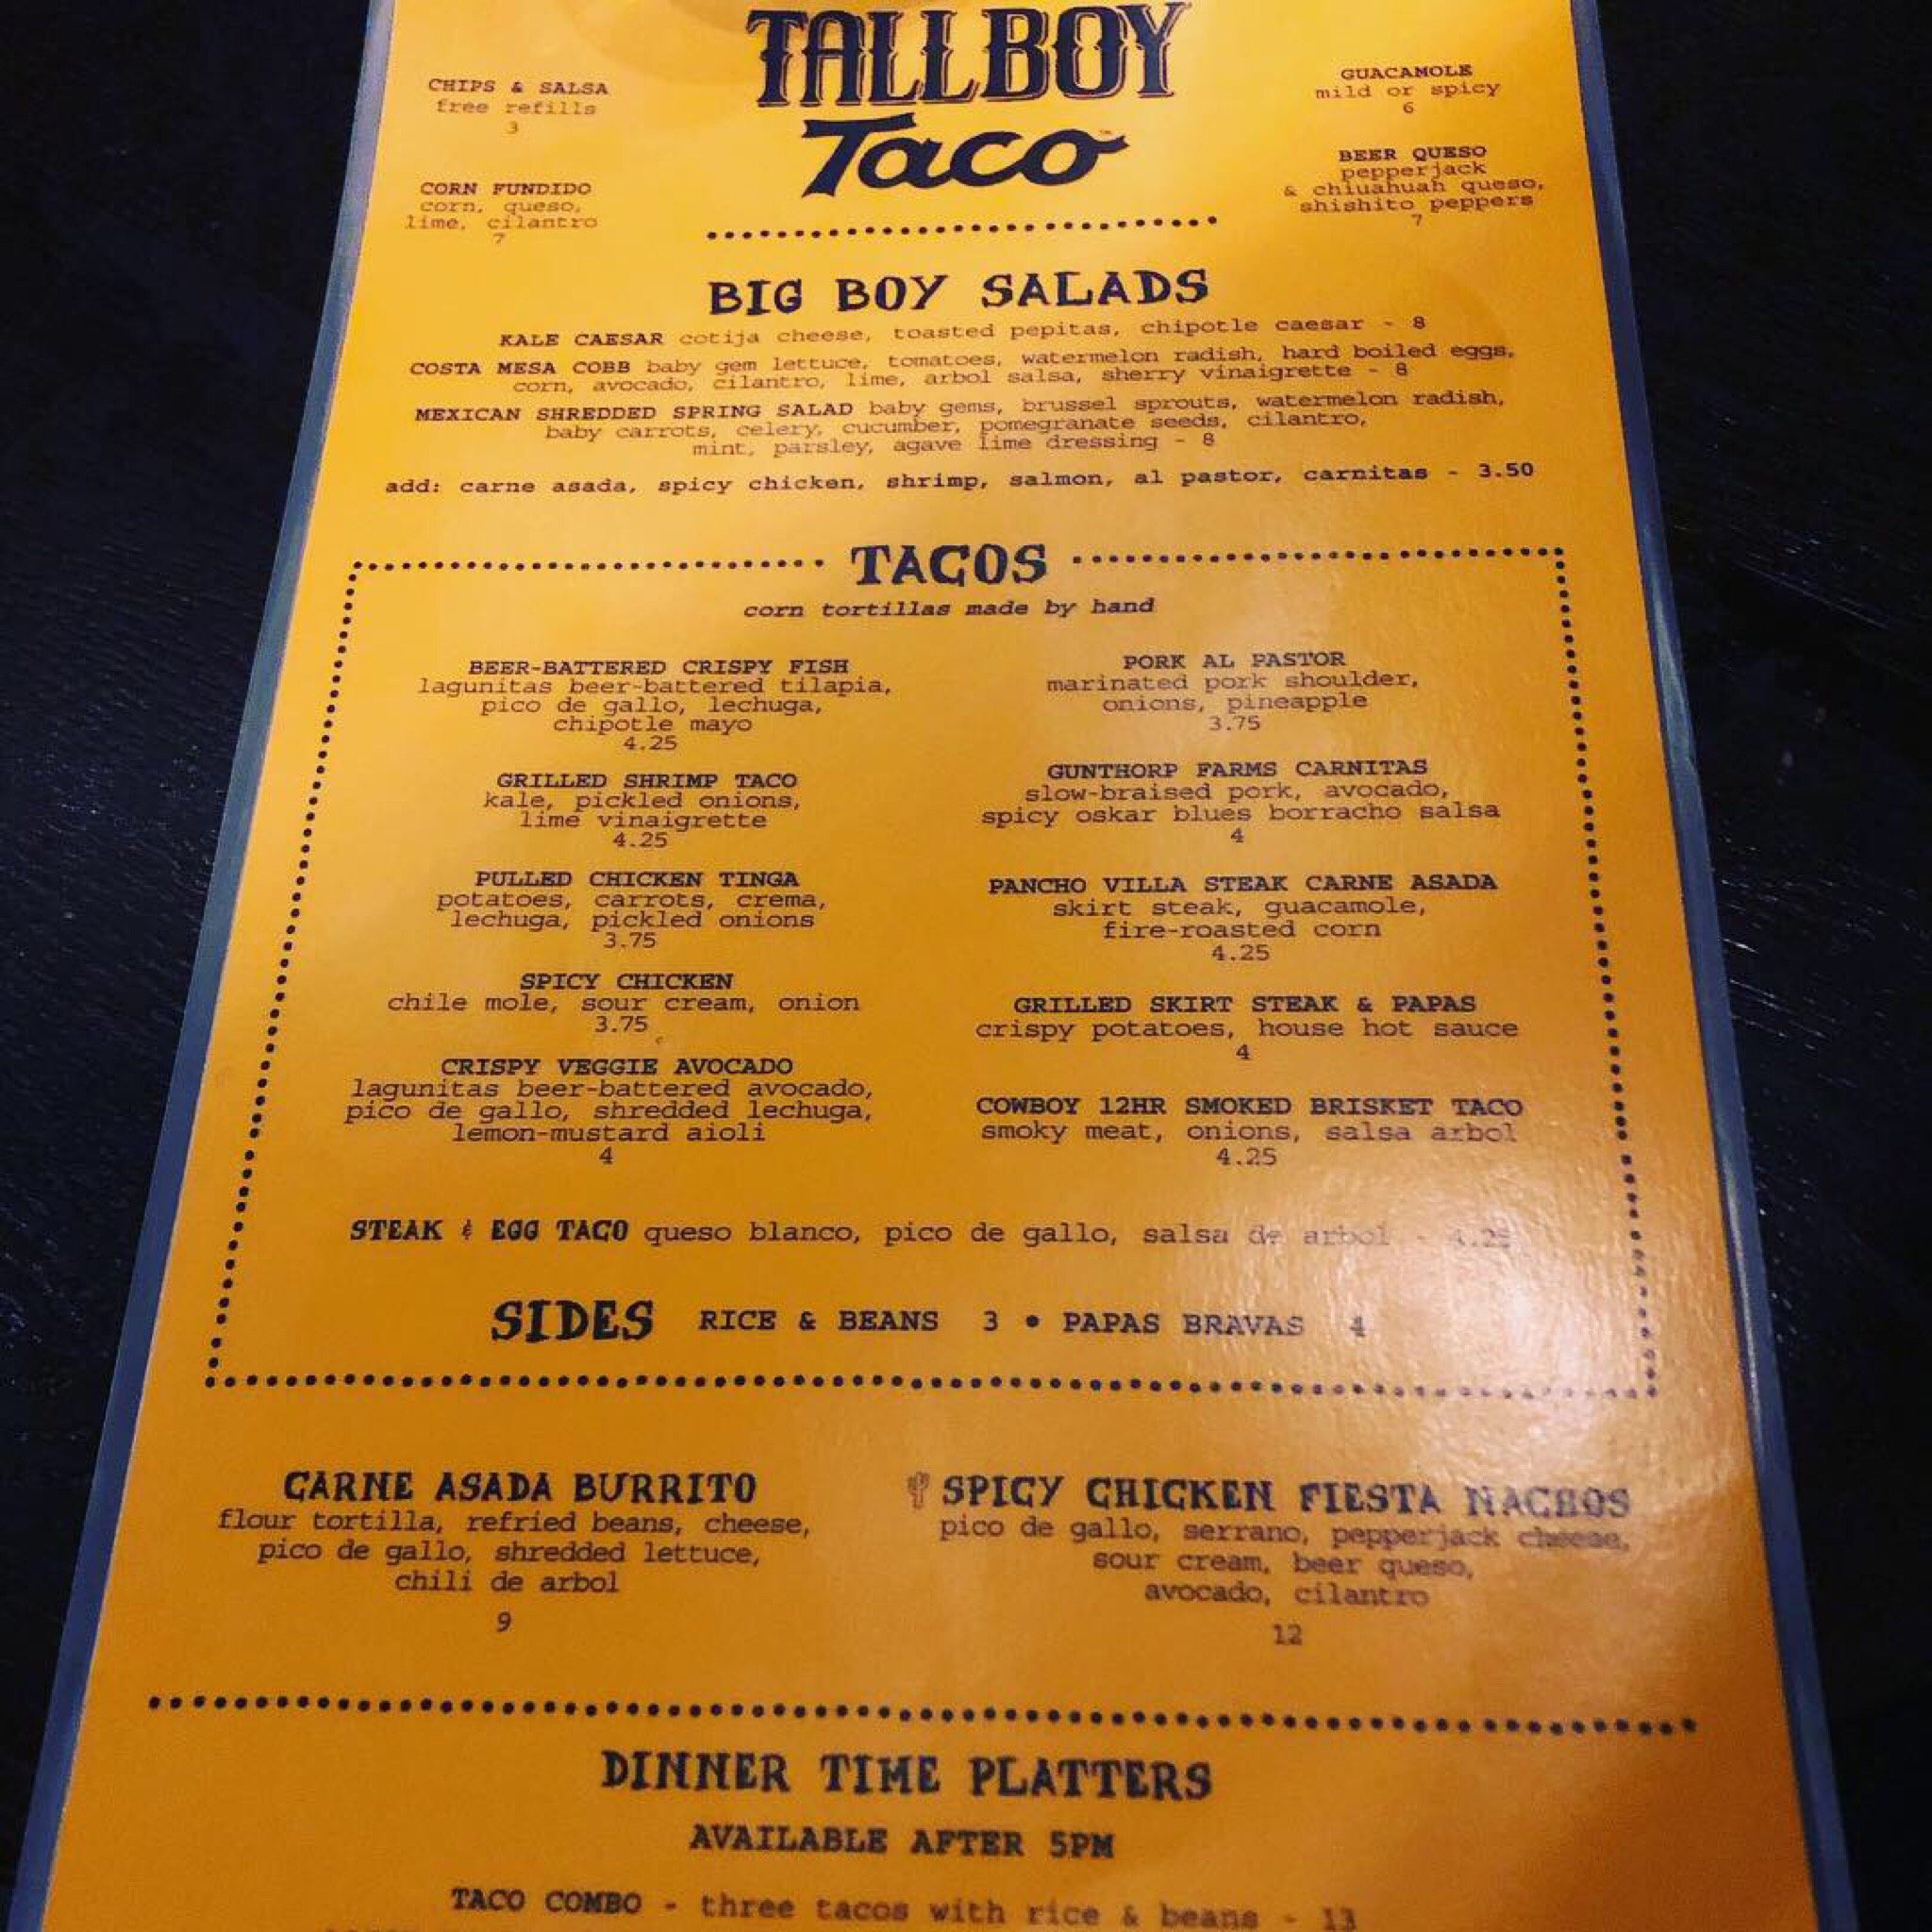 TALLBOY
Taco
CHIPS & SALSA
free refills
3
CORN FUNDIDO
corn, queso,
lime, cilantro
7
GUACAMOLE
mild or spicy
6
BEER QUESO
pepperjack
& chiuahuah queso,
shishito peppers
7
BIG BOY SALADS
KALE CAESAR cotija cheese, toasted pepitas, chipotle caesar - 8
COSTA MESA COBB baby gem lettuce, tomatoes, watermelon radish, hard boiled eggs,
corn, avocado, cilantro, lime, arbol salsa, sherry vinaigrette - 8
MEXICAN SHREDDED SPRING SALAD baby gems, brussel sprouts, watermelon radish,
baby carrots, celery, cucumber, pomegranate seeds, cilantro,
mint, parsley, agave lime dressing - 8
add: carne asada, spicy chicken, shrimp, salmon, al pastor, carnitas - 3.50
TACOS
corn tortillas made by hand
BEER-BATTERED CRISPY FISH
lagunitas beer-battered tilapia,
pico de gallo, lechuga,
chipotle mayo
4.25
GRILLED SHRIMP TACO
kale, pickled onions,
lime vinaigrette
4.25
PULLED CHICKEN TINGA
potatoes, carrots, crema,
lechuga, pickled onions
3.75
SPICY CHICKEN
chile mole, sour cream, onion
3.75
CRISPY VEGGIE AVOCADO
lagunitas beer-battered avocado,
pico de gallo, shredded lechuga,
lemon-mustard aioli
4
PORK AL PASTOR
marinated pork shoulder,
onions, pineapple
3.75
GUNTHORP FARMS CARNITAS
slow-braised pork, avocado,
spicy oskar blues borracho salsa
4
PANCHO VILLA STEAK CARNE ASADA
skirt steak, guacamole,
fire-roasted corn
4.25
GRILLED SKIRT STEAK & PAPAS
crispy potatoes, house hot sauce
4
COWBOY 12HR SMOKED BRISKET TACO
smoky meat, onions, salsa arbol
4.25
STEAK & EGG TACO queso blanco, pico de gallo, salsa de arbol - 4.25
SIDES RICE & BEANS 3 • PAPAS BRAVAS 4
CARNE ASADA BURRITO
flour tortilla, refried beans, cheese,
pico de gallo, shredded lettuce,
chili de arbol
9
SPICY CHICKEN FIESTA NACHOS
pico de gallo, serrano, pepperjack cheese,
sour cream, beer queso,
avocado, cilantro
12
DINNER TIME PLATTERS
AVAILABLE AFTER 5PM
TACO COMBO - three tacos with rice & beans - 13